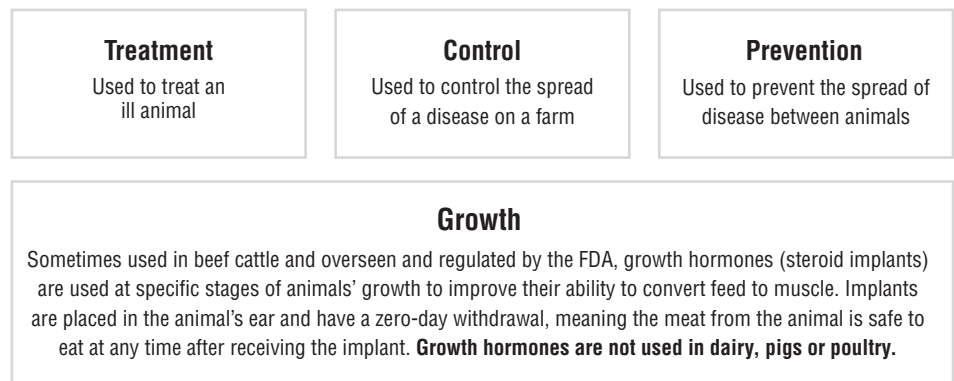 Treatment
Used to treat an
ill animal
Control
Used to control the spread
of a disease on a farm
Prevention
Used to prevent the spread of
disease between animals
Growth
Sometimes used in beef cattle and overseen and regulated by the FDA, growth hormones (steroid implants)
are used at specific stages of animals’ growth to improve their ability to convert feed to muscle. Implants
are placed in the animal’s ear and have a zero-day withdrawal, meaning the meat from the animal is safe to
eat at any time after receiving the implant. Growth hormones are not used in dairy, pigs or poultry.